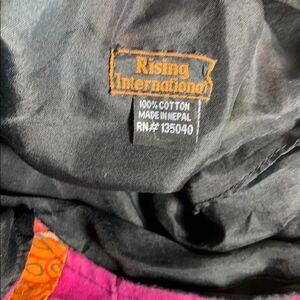 Rising
International
100% COTTON
MADE IN NEPAL
RN# 135040